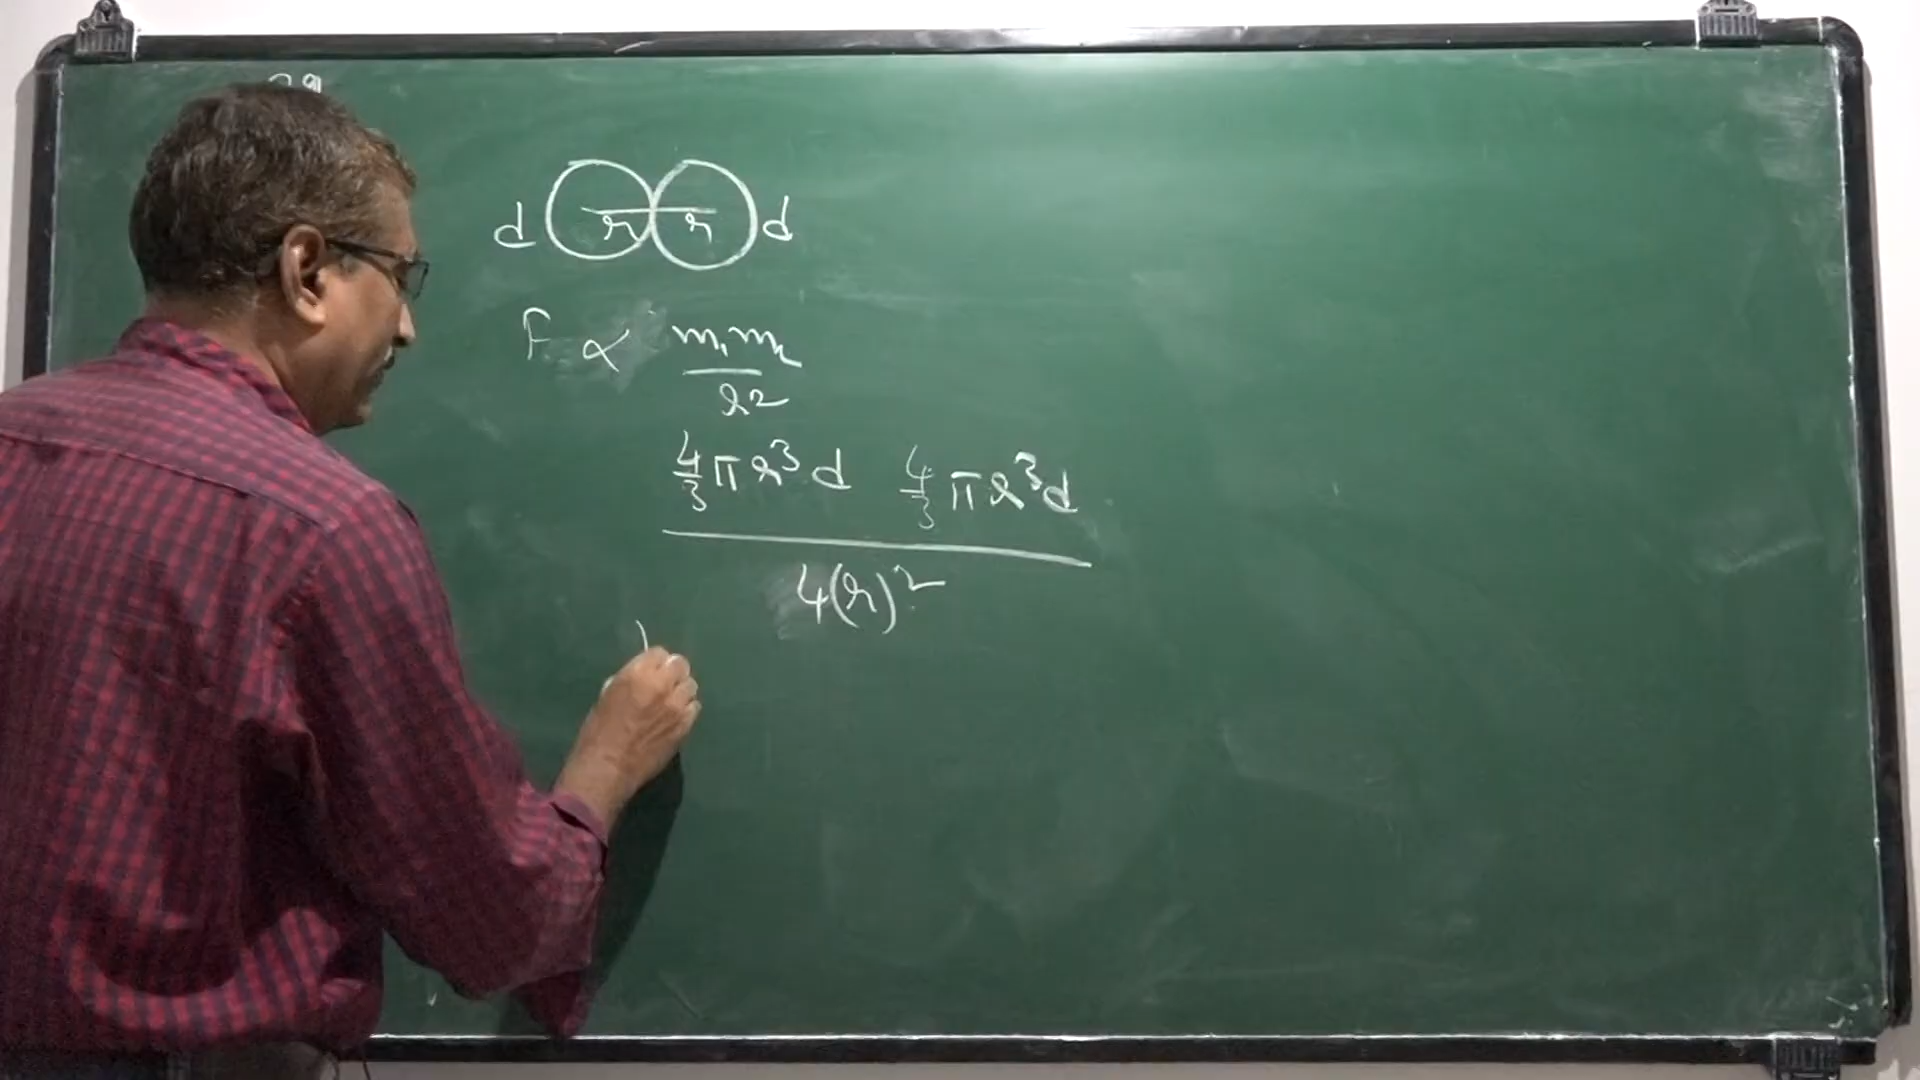 d r r d
F ∝ m₁m₂ / r²
4/3 π r³ d 4/3 π r³ d
4(r)²